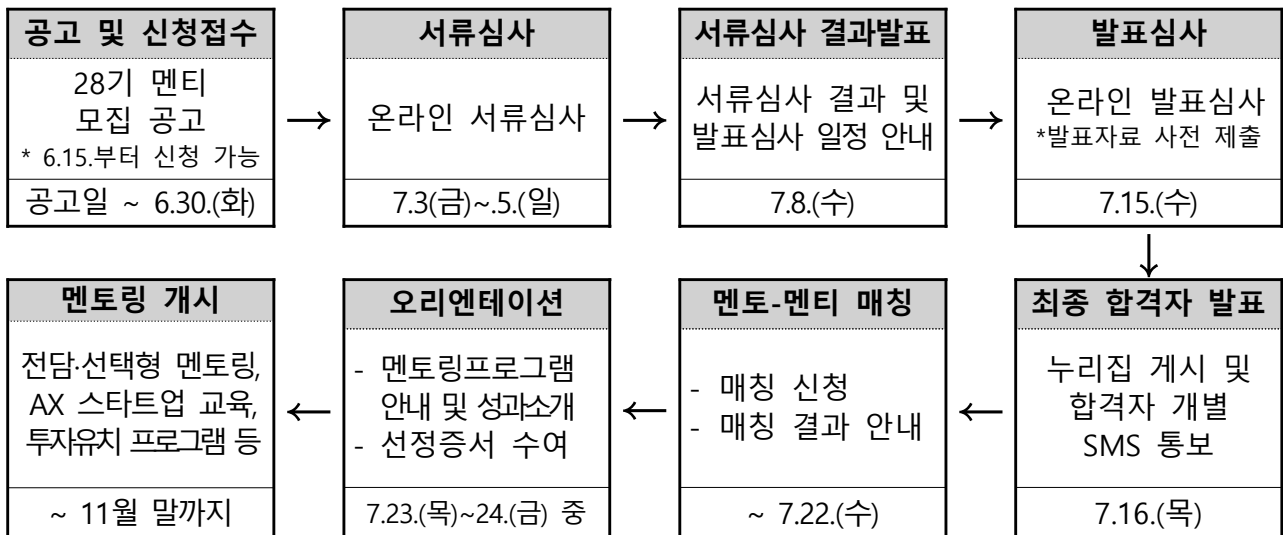 공고 및 신청접수
28기 멘티
모집 공고
* 6.15.부터 신청 가능
공고일 ~ 6.30.(화)
→
서류심사
온라인 서류심사
7.3(금)~.5.(일)
→
서류심사 결과발표
서류심사 결과 및
발표심사 일정 안내
7.8.(수)
→
발표심사
온라인 발표심사
*발표자료 사전 제출
7.15.(수)
↓
최종 합격자 발표
누리집 게시 및
합격자 개별
SMS 통보
7.16.(목)
←
멘토-멘티 매칭
- 매칭 신청
- 매칭 결과 안내
~ 7.22.(수)
←
오리엔테이션
- 멘토링프로그램
안내 및 성과소개
- 선정증서 수여
7.23.(목)~24.(금) 중
←
멘토링 개시
전담·선택형 멘토링,
AX 스타트업 교육,
투자유치 프로그램 등
~ 11월 말까지